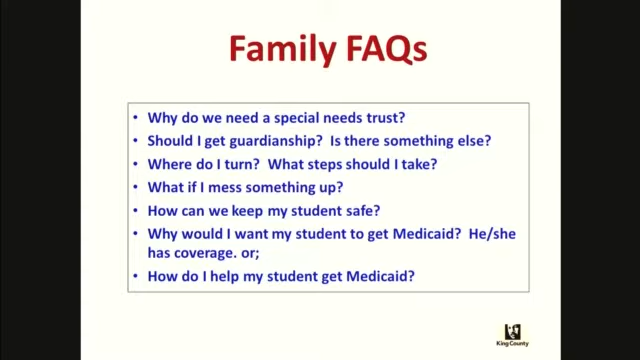 Family FAQs
• Why do we need a special needs trust?
• Should I get guardianship? Is there something else?
• Where do I turn? What steps should I take?
• What if I mess something up?
• How can we keep my student safe?
• Why would I want my student to get Medicaid? He/she
has coverage. or;
• How do I help my student get Medicaid?
King County